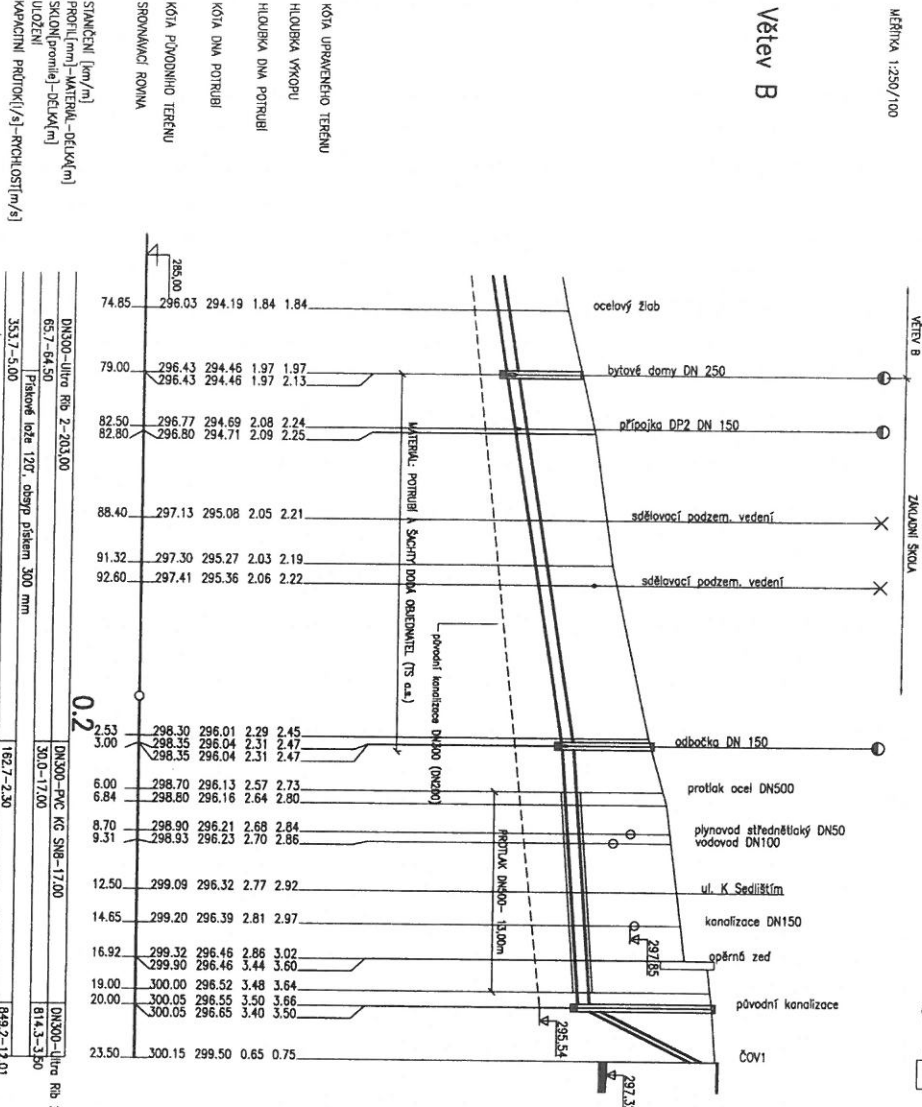 MĚŘÍTKA 1:250/100
Větev B
VĚTEV B
ZÁKLADNÍ ŠKOLA
ocelový žlab
bytové domy DN 250
přípojka DP2 DN 150
sdělovací podzem. vedení
sdělovací podzem. vedení
odbočka DN 150
protlak ocel DN500
plynovod střednětlaký DN50
vodovod DN100
ul. K Sedlištím
kanalizace DN150
297.85
opěrná zeď
původní kanalizace
295.54
ČOV1
původní kanalizace DN300 (DN200)
PROTLAK DN500- 13,00m
MATERIÁL: POTRUBÍ A ŠACHTY DODÁ OBJEDNATEL (TS a.s.)
KÓTA UPRAVENÉHO TERÉNU
HLOUBKA VÝKOPU
1.84 1.97 2.13 2.24 2.25 2.21 2.19 2.22 2.45 2.47 2.47 2.73 2.80 2.84 2.86 2.92 2.97 3.02 3.60 3.64 3.66 3.50 0.75
HLOUBKA DNA POTRUBÍ
1.84 1.97 1.97 2.08 2.09 2.05 2.03 2.06 2.29 2.31 2.31 2.57 2.64 2.68 2.70 2.77 2.81 2.86 3.44 3.48 3.50 3.40 0.65
KÓTA DNA POTRUBÍ
294.19 294.46 294.46 294.69 294.71 295.08 295.27 295.36 296.01 296.04 296.04 296.13 296.16 296.21 296.23 296.32 296.39 296.46 296.46 296.52 296.55 296.65 299.50
KÓTA PŮVODNÍHO TERÉNU
296.03 296.43 296.43 296.77 296.80 297.13 297.30 297.41 298.30 298.35 298.35 298.70 298.80 298.90 298.93 299.09 299.20 299.32 299.90 300.00 300.05 300.05 300.15
SROVNÁVACÍ ROVINA
285,00
STANIČENÍ [km/m]
74.85 79.00 82.50 82.80 88.40 91.32 92.60 0.2 2.53 3.00 6.00 6.84 8.70 9.31 12.50 14.65 16.92 19.00 20.00 23.50
PROFIL[mm]-MATERIÁL-DÉLKA[m]
DN300-Ultra Rib 2-203,00 DN300-PVC KG SN8-17.00 DN300-Ultra Rib
SKLON[promile]-DÉLKA[m]
65.7-64.50 30.0-17.00 814.3-3.50
ULOŽENÍ
Pískové lože 120°, obsyp pískem 300 mm
KAPACITNÍ PRŮTOK[l/s]-RYCHLOST[m/s]
353.7-5.00 162.7-2.30 849.2-12.01